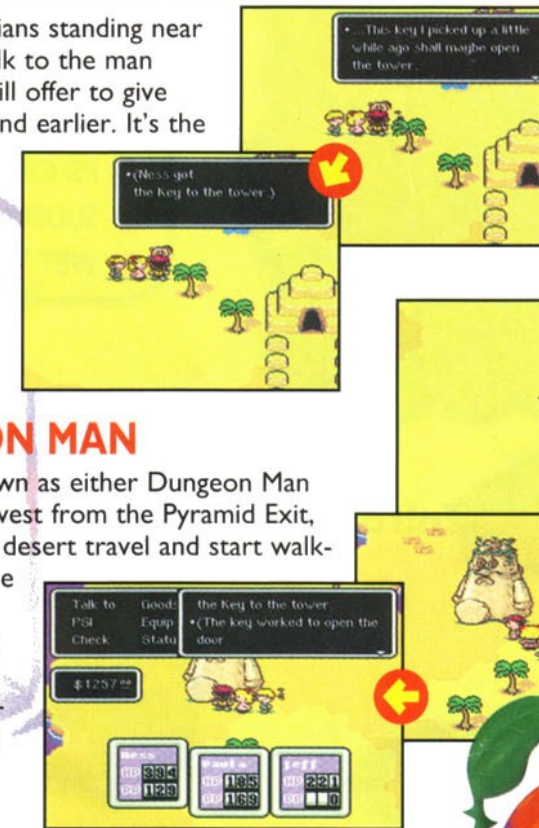 ians standing near
lk to the man
ill offer to give
nd earlier. It's the
•...This key I picked up a little
while ago shall maybe open
the tower.
•(Ness got
the Key to the tower.)
ON MAN
wn as either Dungeon Man
west from the Pyramid Exit,
desert travel and start walk-
e
Talk to Goods
PSI Equip
Check Statu
the Key to the tower.
•(The key worked to open the
door
$1257.00
Ness
HP 334
PP 129
Paula
HP 185
PP 169
Jeff
HP 221
PP 0